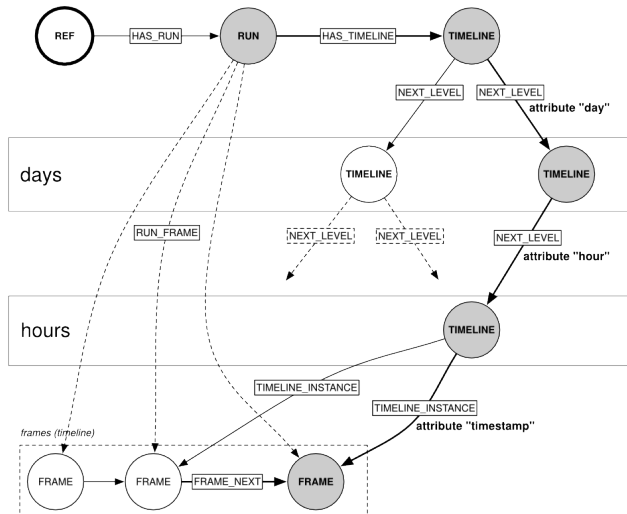 REF
HAS_RUN
RUN
HAS_TIMELINE
TIMELINE
NEXT_LEVEL
NEXT_LEVEL
attribute "day"
days
TIMELINE
TIMELINE
RUN_FRAME
NEXT_LEVEL
NEXT_LEVEL
NEXT_LEVEL
attribute "hour"
hours
TIMELINE
TIMELINE_INSTANCE
TIMELINE_INSTANCE
attribute "timestamp"
frames (timeline)
FRAME
FRAME
FRAME_NEXT
FRAME